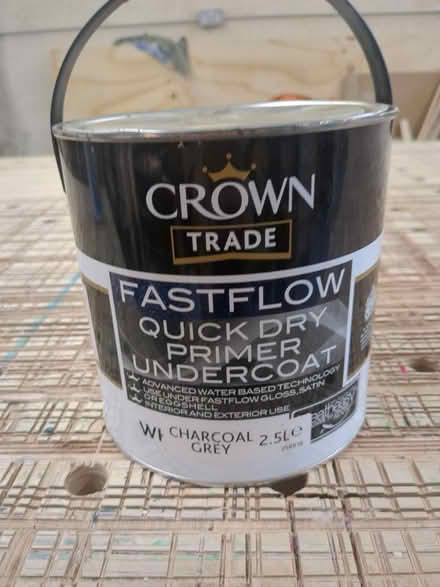 CROWN
TRADE
FASTFLOW
QUICK DRY
PRIMER
UNDERCOAT
ADVANCED WATER BASED TECHNOLOGY
USE UNDER FASTFLOW GLOSS, SATIN
OR EGGSHELL
INTERIOR AND EXTERIOR USE
CHARCOAL 2.5L℮
GREY